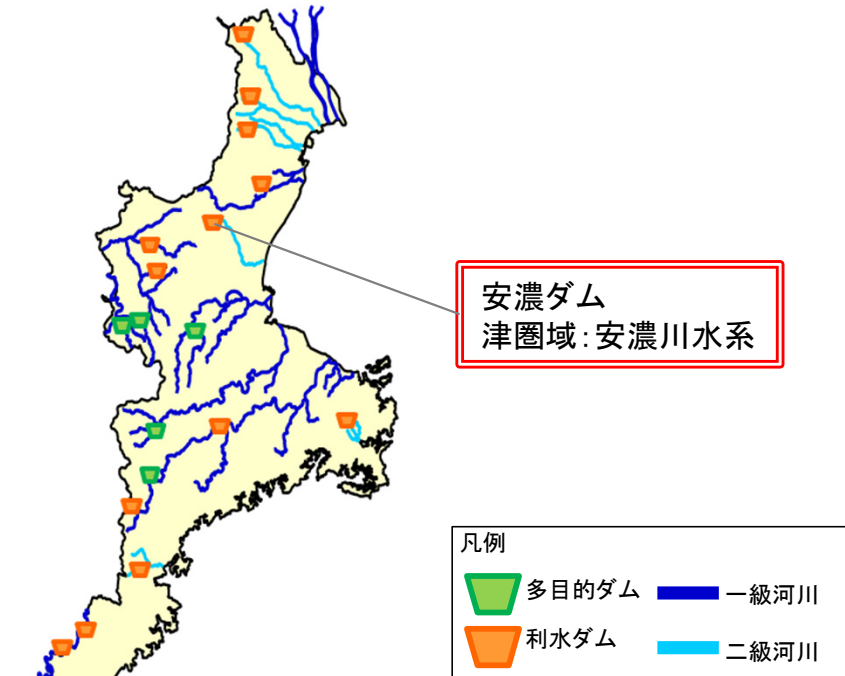 安濃ダム
津圏域：安濃川水系
凡例
多目的ダム
一級河川
利水ダム
二級河川